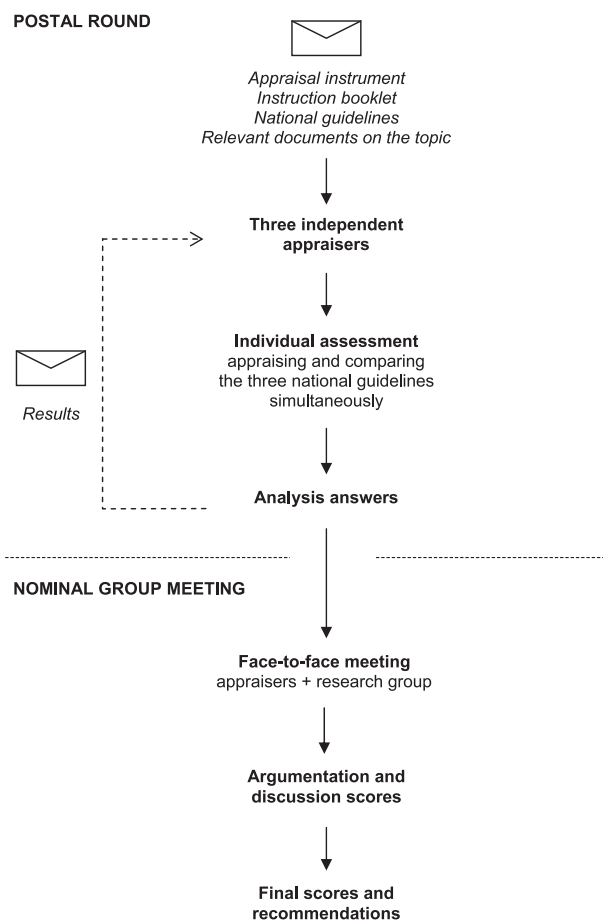 POSTAL ROUND
Appraisal instrument
Instruction booklet
National guidelines
Relevant documents on the topic
Three independent
appraisers
Individual assessment
appraising and comparing
the three national guidelines
simultaneously
Results
Analysis answers
NOMINAL GROUP MEETING
Face-to-face meeting
appraisers + research group
Argumentation and
discussion scores
Final scores and
recommendations